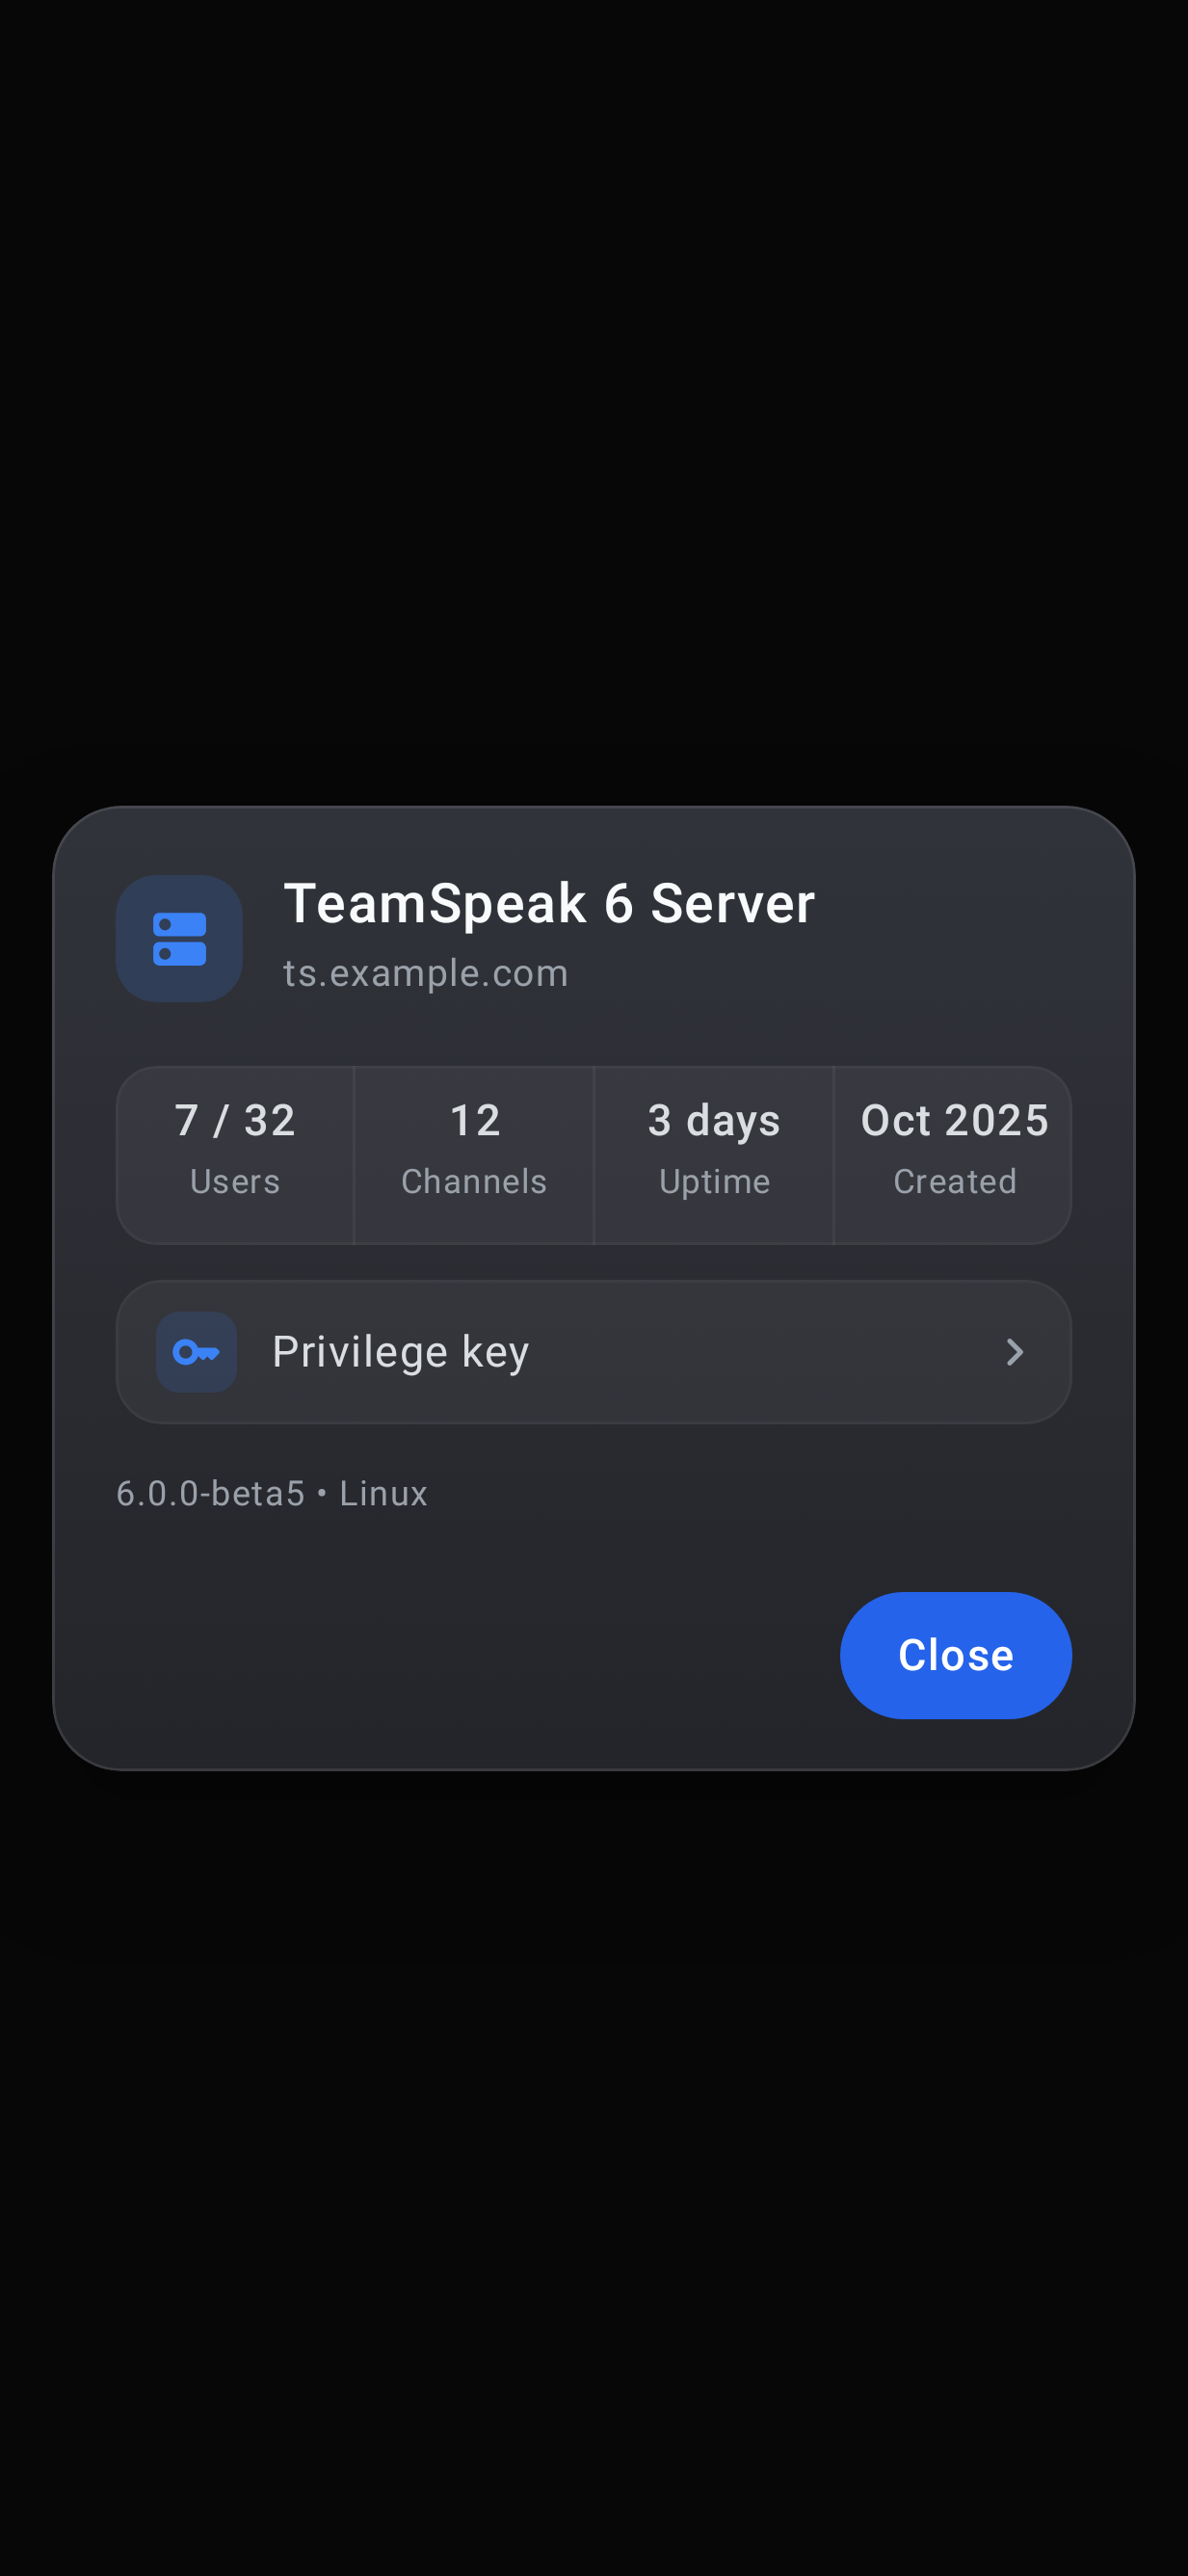 TeamSpeak 6 Server
ts.example.com
7 / 32
Users
12
Channels
3 days
Uptime
Oct 2025
Created
Privilege key
6.0.0-beta5 • Linux
Close